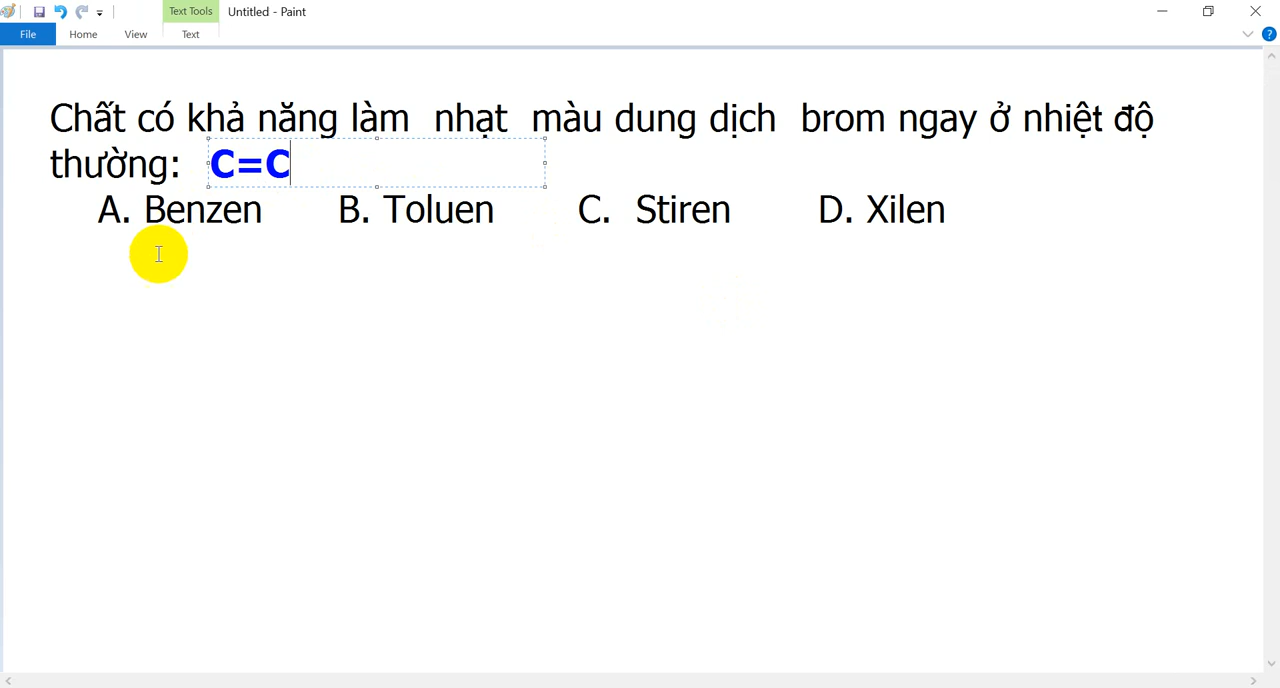 Text Tools Untitled - Paint
File Home View Text
Chất có khả năng làm nhạt màu dung dịch brom ngay ở nhiệt độ
thường: C=C
A. Benzen B. Toluen C. Stiren D. Xilen